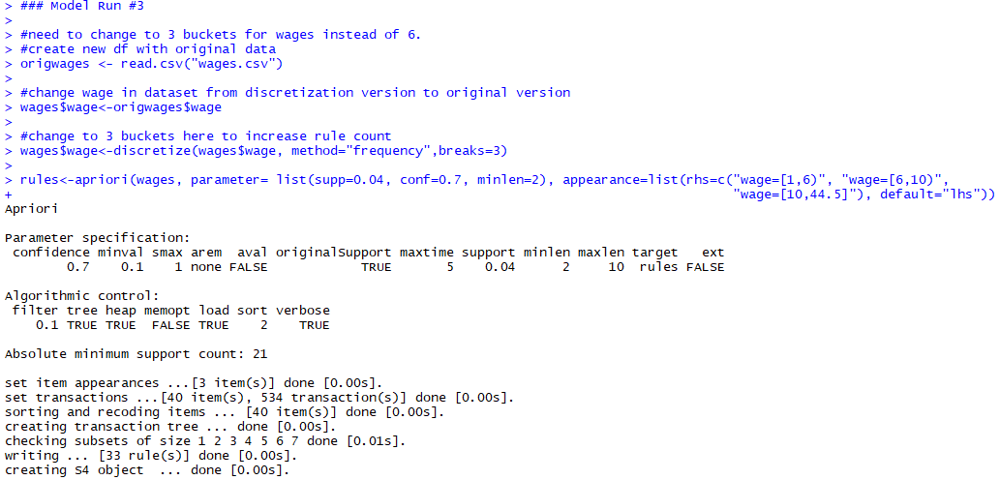 > ### Model Run #3
>
> #need to change to 3 buckets for wages instead of 6.
> #create new df with original data
> origwages <- read.csv("wages.csv")
>
> #change wage in dataset from discretization version to original version
> wages$wage<-origwages$wage
>
> #change to 3 buckets here to increase rule count
> wages$wage<-discretize(wages$wage, method="frequency",breaks=3)
>
> rules<-apriori(wages, parameter= list(supp=0.04, conf=0.7, minlen=2), appearance=list(rhs=c("wage=[1,6)", "wage=[6,10)",
+                                                                                              "wage=[10,44.5]"), default="lhs"))
Apriori

Parameter specification:
 confidence minval smax arem  aval originalSupport maxtime support minlen maxlen target   ext
        0.7    0.1    1 none FALSE            TRUE       5    0.04      2     10  rules FALSE

Algorithmic control:
 filter tree heap memopt load sort verbose
    0.1 TRUE TRUE  FALSE TRUE    2    TRUE

Absolute minimum support count: 21

set item appearances ...[3 item(s)] done [0.00s].
set transactions ...[40 item(s), 534 transaction(s)] done [0.00s].
sorting and recoding items ... [40 item(s)] done [0.00s].
creating transaction tree ... done [0.00s].
checking subsets of size 1 2 3 4 5 6 7 done [0.01s].
writing ... [33 rule(s)] done [0.00s].
creating S4 object  ... done [0.00s].